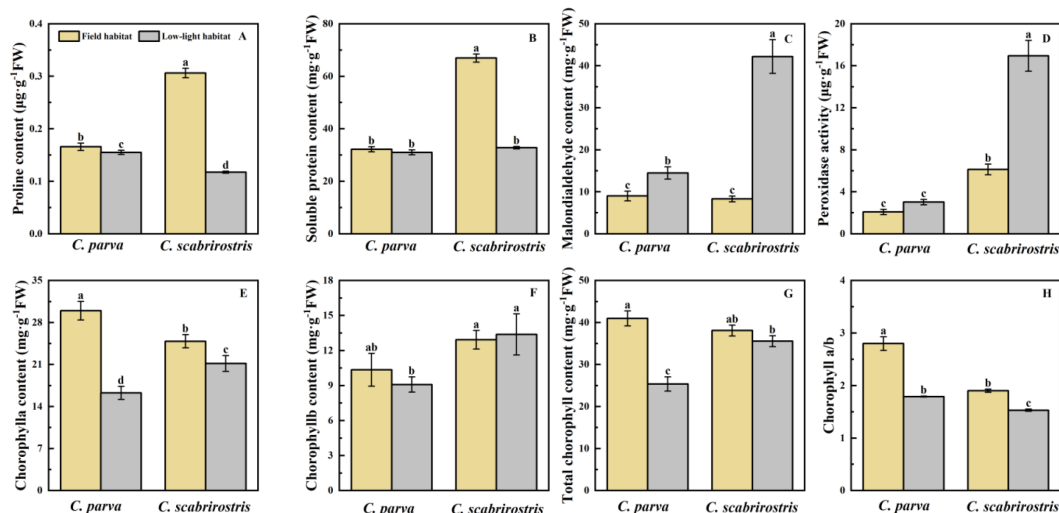 Proline content (μg·g⁻¹FW)
0.4
0.3
0.2
0.1
0.0
Field habitat
Low-light habitat
A
b
c
a
d
C. parva
C. scabrirostris
Soluble protein content (mg·g⁻¹FW)
80
60
40
20
0
B
b
b
a
b
C. parva
C. scabrirostris
Malondialdehyde content (mg·g⁻¹FW)
50
40
30
20
10
0
C
c
b
c
a
C. parva
C. scabrirostris
Peroxidase activity (μg·g⁻¹FW)
20
16
12
8
4
0
D
c
c
b
a
C. parva
C. scabrirostris
Chorophylla content (mg·g⁻¹FW)
35
28
21
14
7
0
E
a
d
b
c
C. parva
C. scabrirostris
Chorophyllb content (mg·g⁻¹FW)
18
15
12
9
6
3
0
F
ab
b
a
a
C. parva
C. scabrirostris
Total chorophyll content (mg·g⁻¹FW)
50
40
30
20
10
0
G
a
c
ab
b
C. parva
C. scabrirostris
Chorophyll a/b
4
3
2
1
0
H
a
b
b
c
C. parva
C. scabrirostris